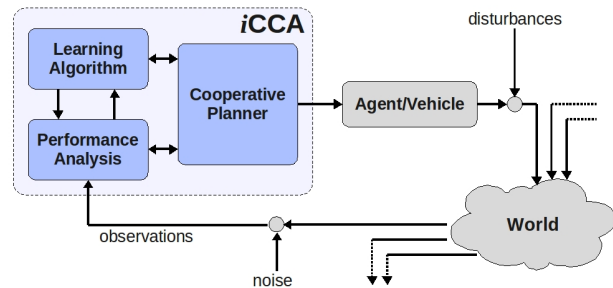 iCCA
disturbances
Learning
Algorithm
Cooperative
Planner
Agent/Vehicle
Performance
Analysis
World
observations
noise